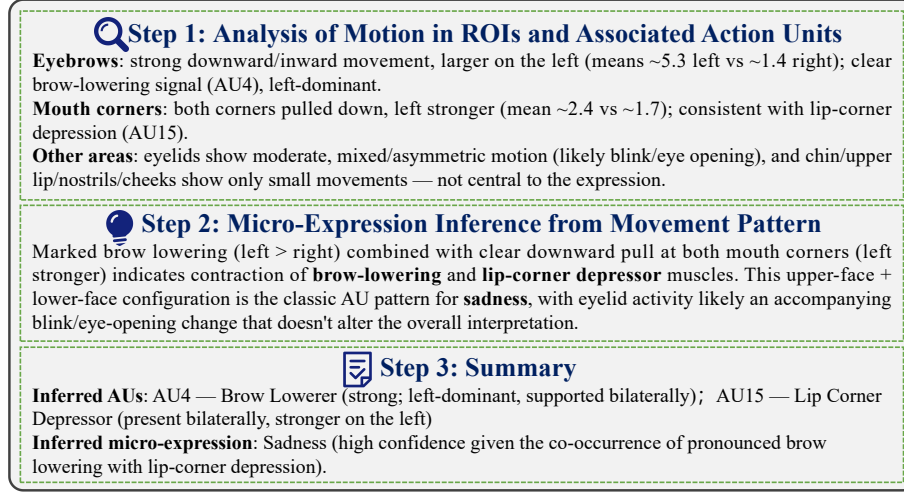 Step 1: Analysis of Motion in ROIs and Associated Action Units
Eyebrows: strong downward/inward movement, larger on the left (means ~5.3 left vs ~1.4 right); clear
brow-lowering signal (AU4), left-dominant.
Mouth corners: both corners pulled down, left stronger (mean ~2.4 vs ~1.7); consistent with lip-corner
depression (AU15).
Other areas: eyelids show moderate, mixed/asymmetric motion (likely blink/eye opening), and chin/upper
lip/nostrils/cheeks show only small movements — not central to the expression.
Step 2: Micro-Expression Inference from Movement Pattern
Marked brow lowering (left > right) combined with clear downward pull at both mouth corners (left
stronger) indicates contraction of brow-lowering and lip-corner depressor muscles. This upper-face +
lower-face configuration is the classic AU pattern for sadness, with eyelid activity likely an accompanying
blink/eye-opening change that doesn't alter the overall interpretation.
Step 3: Summary
Inferred AUs: AU4 — Brow Lowerer (strong; left-dominant, supported bilaterally)； AU15 — Lip Corner
Depressor (present bilaterally, stronger on the left)
Inferred micro-expression: Sadness (high confidence given the co-occurrence of pronounced brow
lowering with lip-corner depression).